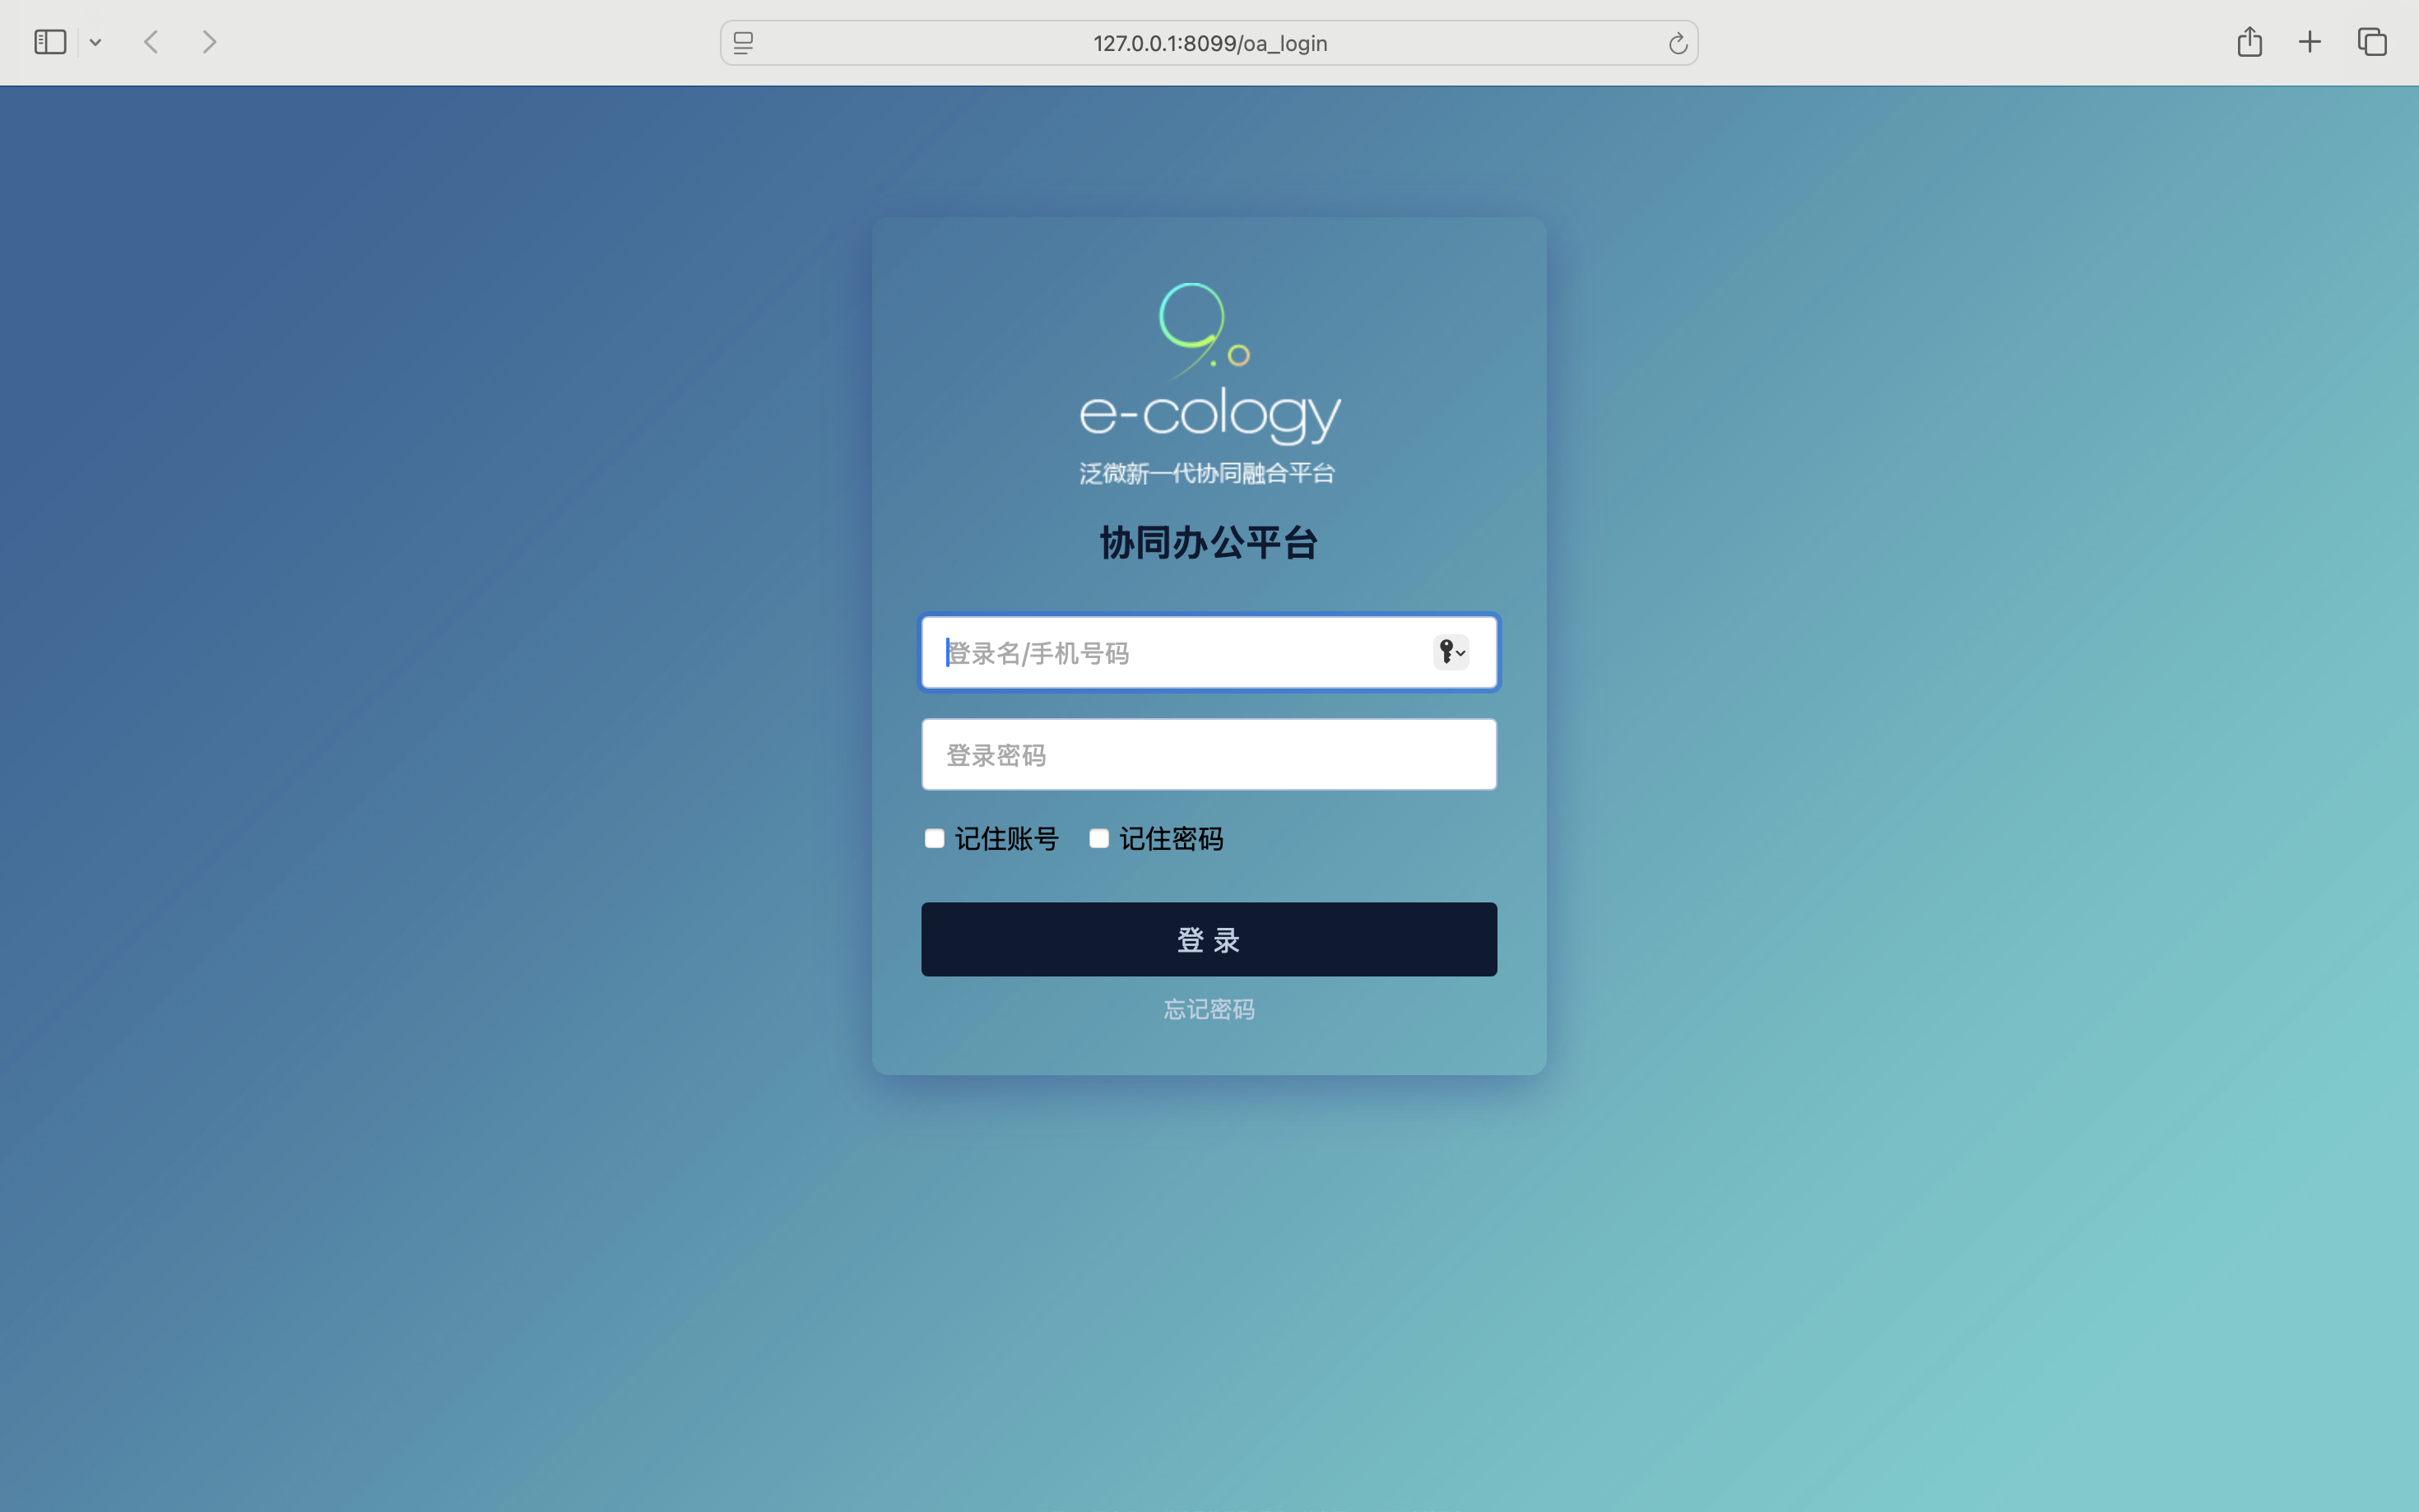 127.0.0.1:8099/oa_login
9.0
e-cology
泛微新一代协同融合平台
协同办公平台
登录名/手机号码
登录密码
记住账号 记住密码
登 录
忘记密码